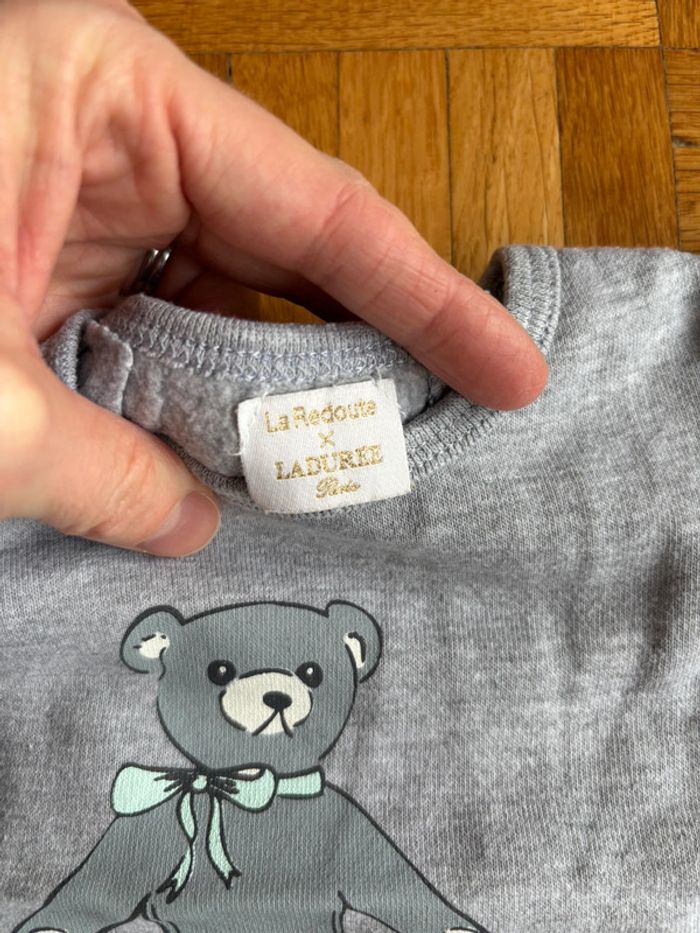 La Redoute
x
LADURÉE
Paris